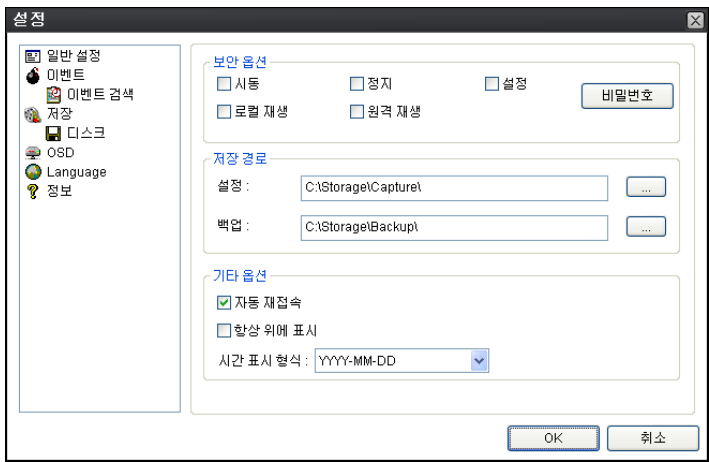 설정
일반 설정
이벤트
이벤트 검색
저장
디스크
OSD
Language
정보
보안 옵션
시동
정지
설정
로컬 재생
원격 재생
비밀번호
저장 경로
설정 : C:\Storage\Capture\ ...
백업 : C:\Storage\Backup\ ...
기타 옵션
자동 재접속
항상 위에 표시
시간 표시 형식 : YYYY-MM-DD
OK 취소